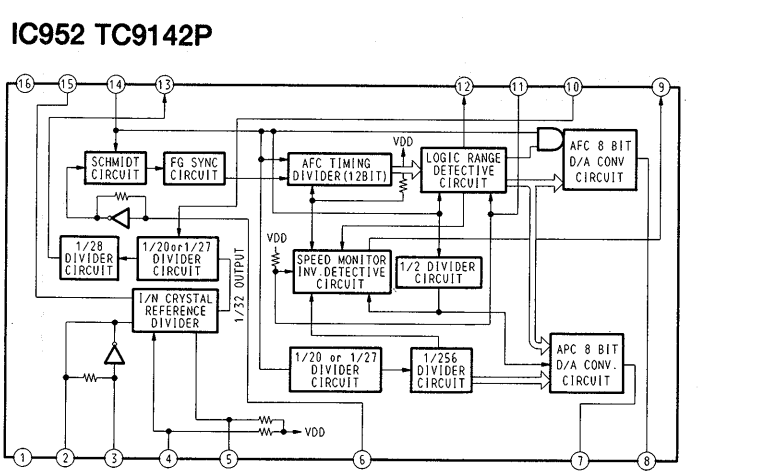 IC952 TC9142P
16 15 14 13 12 11 10 9
SCHMIDT
CIRCUIT
FG SYNC
CIRCUIT
AFC TIMING
DIVIDER(12BIT)
VDD
LOGIC RANGE
DETECTIVE
CIRCUIT
AFC 8 BIT
D/A CONV
CIRCUIT
1/28
DIVIDER
CIRCUIT
1/20or1/27
DIVIDER
CIRCUIT
1/32 OUTPUT
VDD
SPEED MONITOR
INV.DETECTIVE
CIRCUIT
1/2 DIVIDER
CIRCUIT
I/N CRYSTAL
REFERENCE
DIVIDER
1/20 or 1/27
DIVIDER
CIRCUIT
1/256
DIVIDER
CIRCUIT
APC 8 BIT
D/A CONV.
CIRCUIT
VDD
1 2 3 4 5 6 7 8